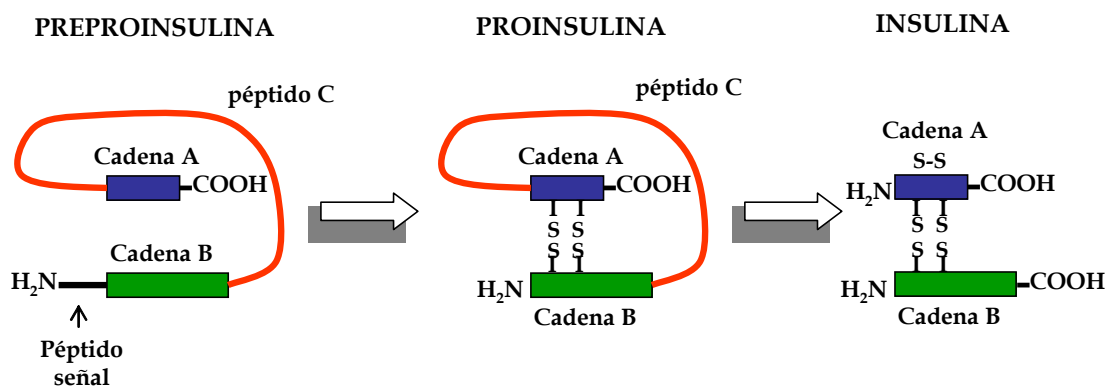 PREPROINSULINA
péptido C
Cadena A
COOH
Cadena B
H₂N
Péptido
señal
PROINSULINA
péptido C
Cadena A
COOH
I I
S S
S S
I I
H₂N
Cadena B
INSULINA
Cadena A
S-S
H₂N
COOH
I I
S S
S S
I I
COOH
H₂N
Cadena B